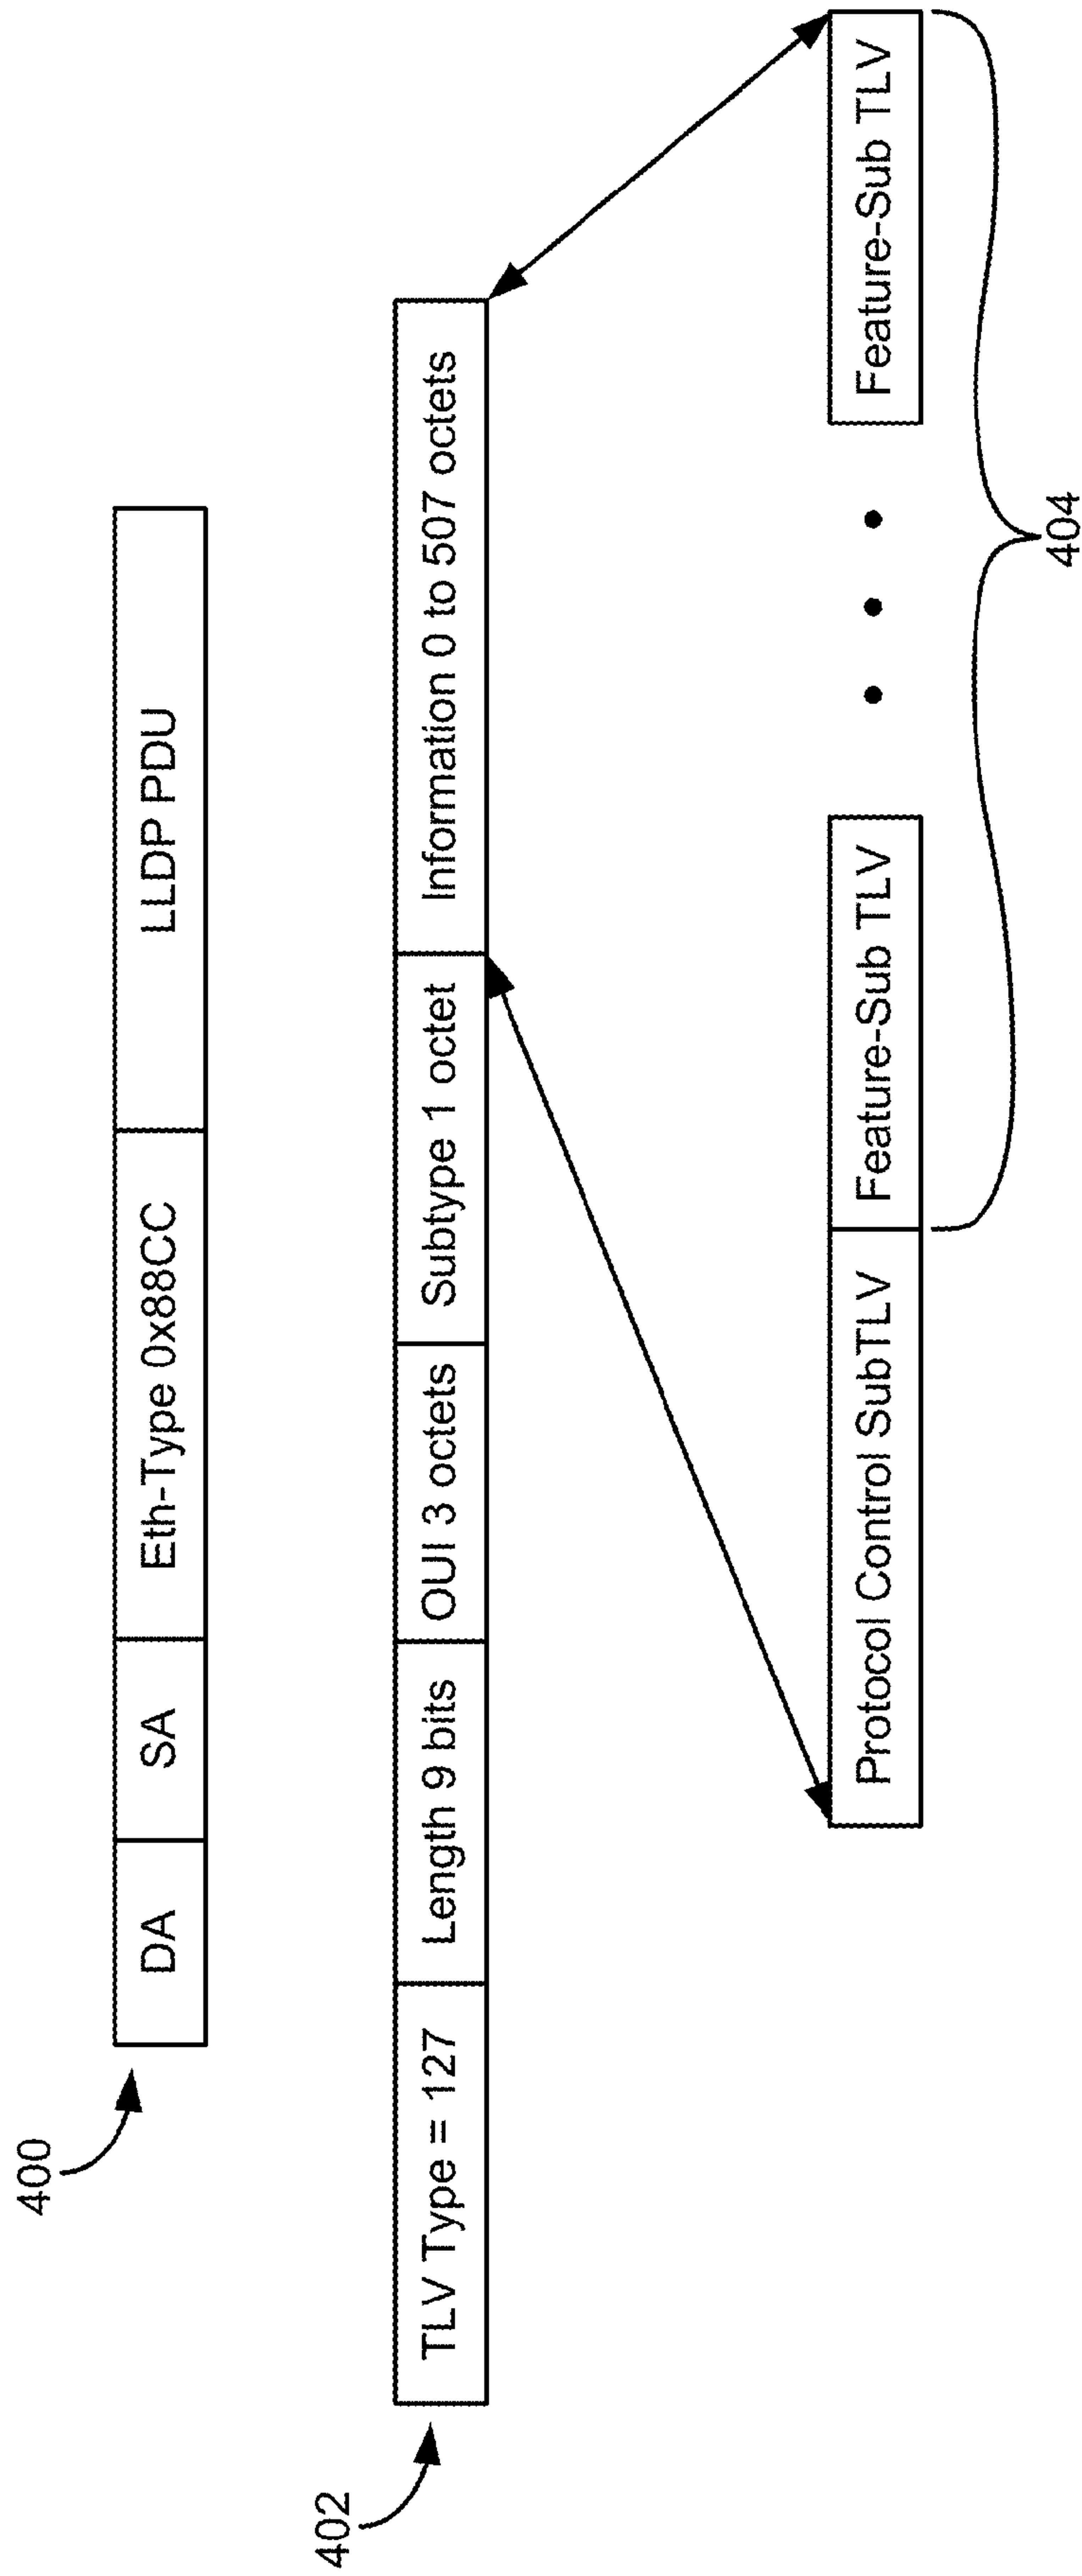 400
DA SA Eth-Type 0x88CC LLDP PDU
402
TLV Type = 127 Length 9 bits OUI 3 octets Subtype 1 octet Information 0 to 507 octets
Protocol Control SubTLV Feature-Sub TLV • • • Feature-Sub TLV
404